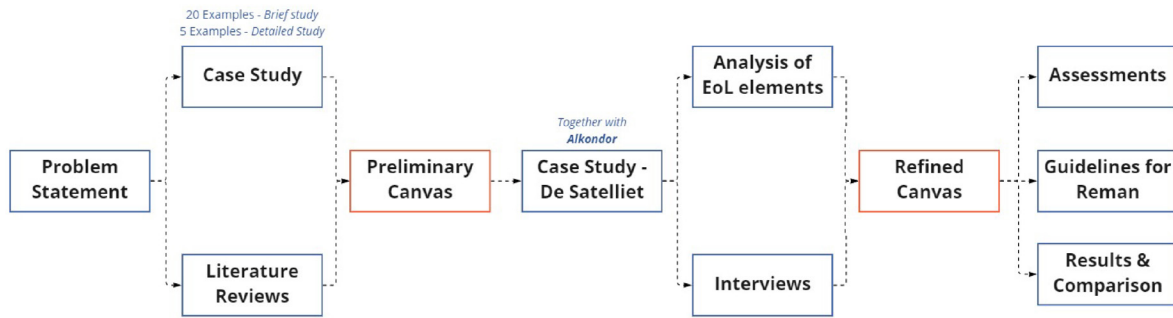 20 Examples - Brief study
5 Examples - Detailed Study
Case Study
Problem
Statement
Literature
Reviews
Preliminary
Canvas
Together with
Alkondor
Case Study -
De Satelliet
Analysis of
EoL elements
Interviews
Refined
Canvas
Assessments
Guidelines for
Reman
Results &
Comparison